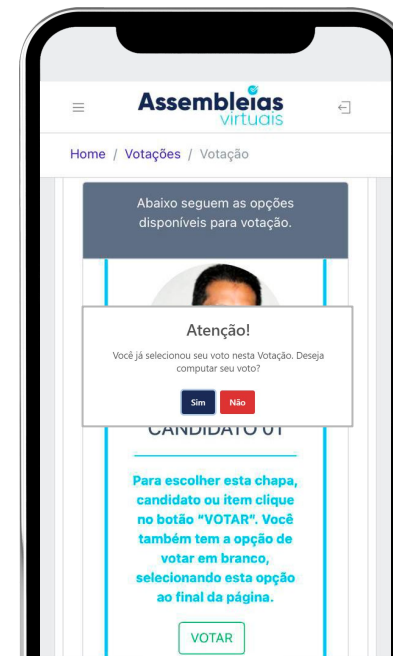 Assembleias
virtuais
Home / Votações / Votação
Abaixo seguem as opções
disponíveis para votação.
Atenção!
Você já selecionou seu voto nesta Votação. Deseja
computar seu voto?
Sim Não
CANDIDATO 01
Para escolher esta chapa,
candidato ou item clique
no botão "VOTAR". Você
também tem a opção de
votar em branco,
selecionando esta opção
ao final da página.
VOTAR